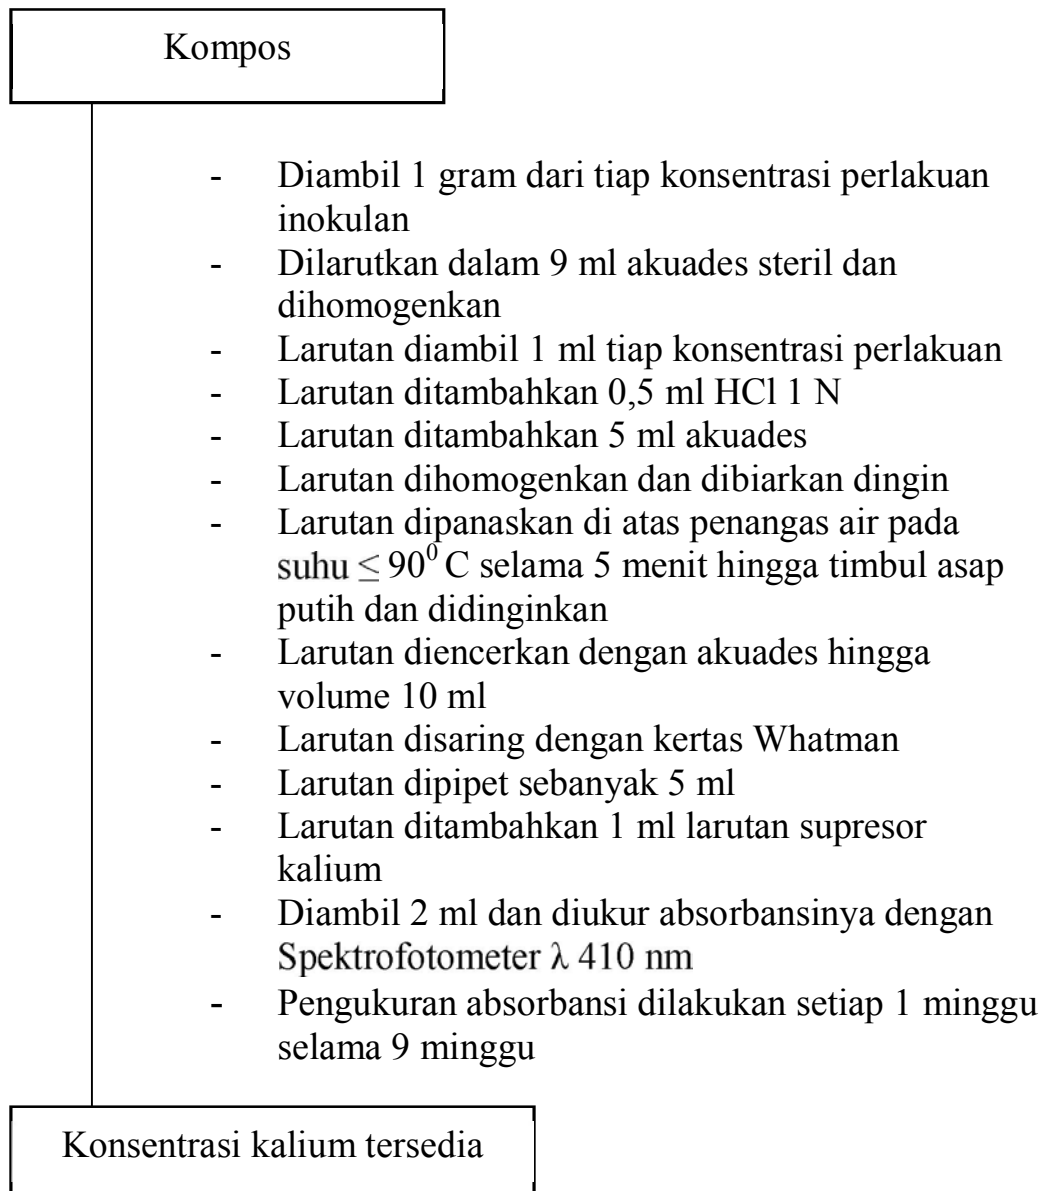 Kompos
- Diambil 1 gram dari tiap konsentrasi perlakuan
inokulan
- Dilarutkan dalam 9 ml akuades steril dan
dihomogenkan
- Larutan diambil 1 ml tiap konsentrasi perlakuan
- Larutan ditambahkan 0,5 ml HCl 1 N
- Larutan ditambahkan 5 ml akuades
- Larutan dihomogenkan dan dibiarkan dingin
- Larutan dipanaskan di atas penangas air pada
suhu ≤ 90⁰ C selama 5 menit hingga timbul asap
putih dan didinginkan
- Larutan diencerkan dengan akuades hingga
volume 10 ml
- Larutan disaring dengan kertas Whatman
- Larutan dipipet sebanyak 5 ml
- Larutan ditambahkan 1 ml larutan supresor
kalium
- Diambil 2 ml dan diukur absorbansinya dengan
Spektrofotometer λ 410 nm
- Pengukuran absorbansi dilakukan setiap 1 minggu
selama 9 minggu
Konsentrasi kalium tersedia